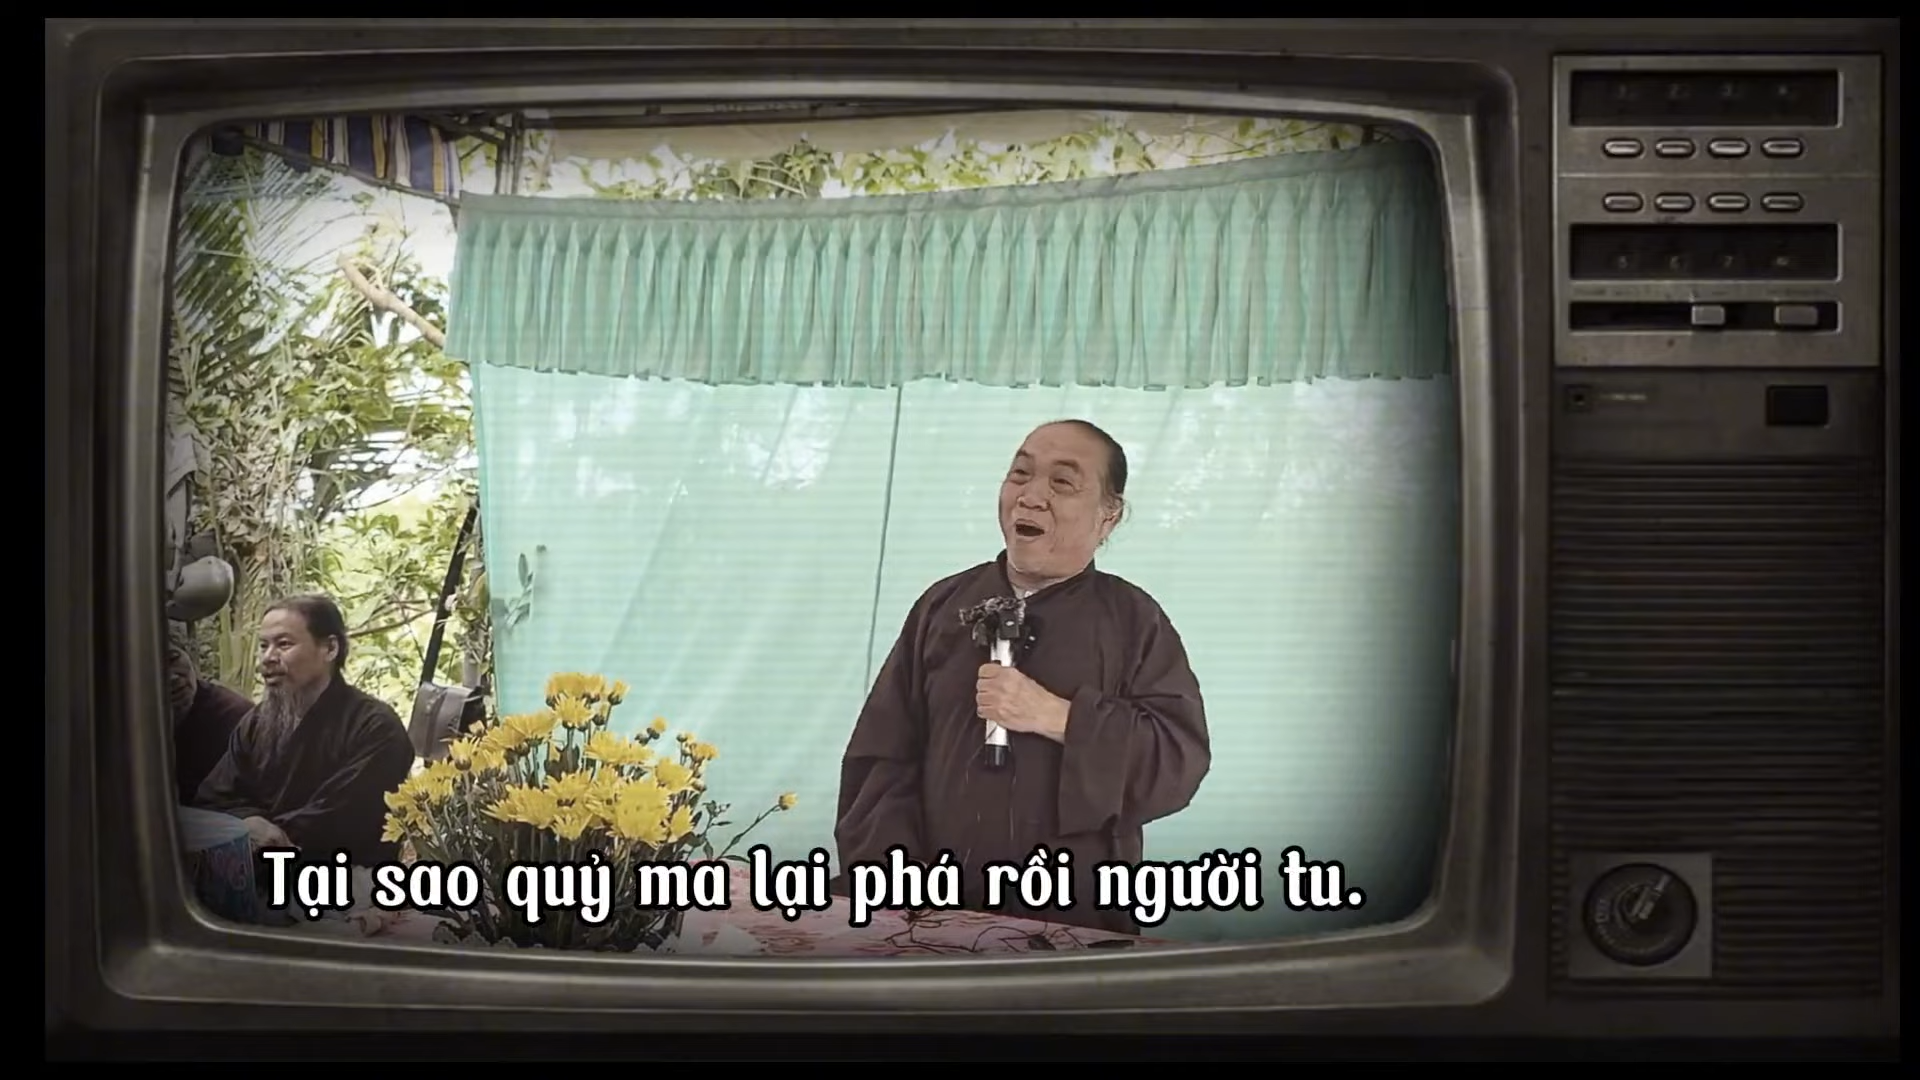 Tại sao quỷ ma lại phá rồi người tu.